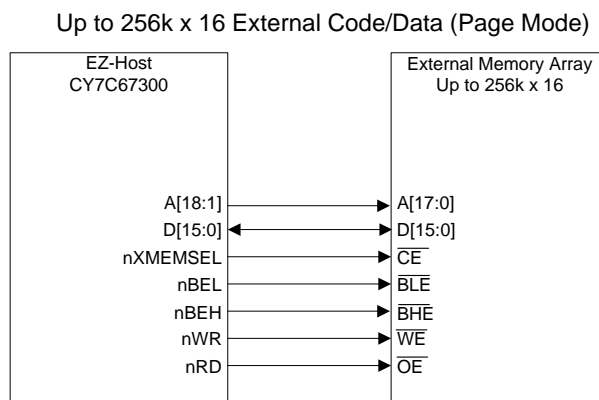 Up to 256k x 16 External Code/Data (Page Mode)
EZ-Host
CY7C67300
External Memory Array
Up to 256k x 16
A[18:1]
A[17:0]
D[15:0]
D[15:0]
nXMEMSEL
CE
nBEL
BLE
nBEH
BHE
nWR
WE
nRD
OE